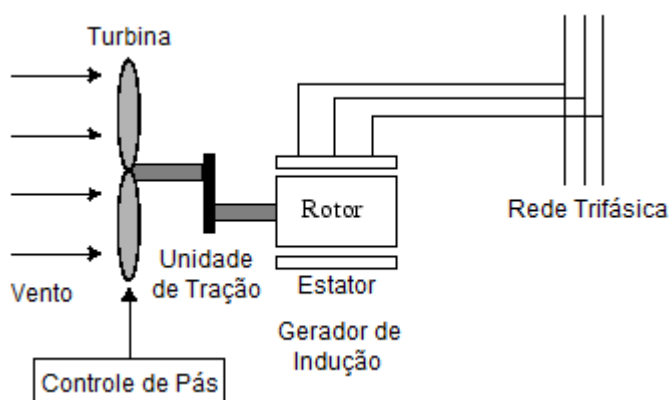 Turbina
Rotor
Rede Trifásica
Unidade
de Tração
Estator
Vento
Gerador de
Indução
Controle de Pás